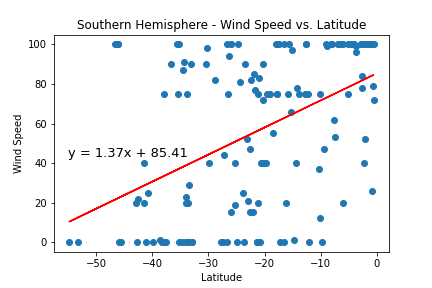 Southern Hemisphere - Wind Speed vs. Latitude
100
80
60
40
20
0
Wind Speed
y = 1.37x + 85.41
−50 −40 −30 −20 −10 0
Latitude